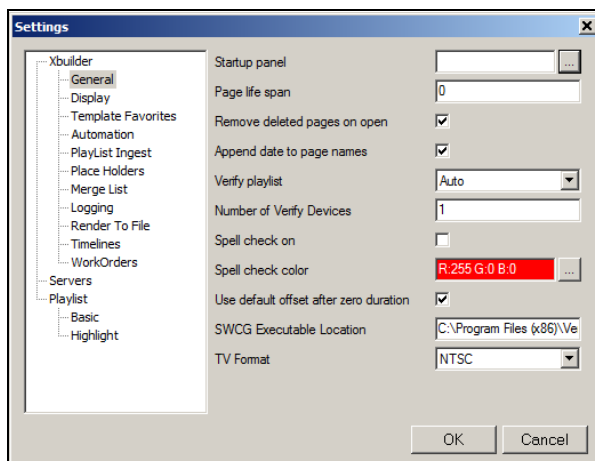 Settings
Xbuilder
General
Display
Template Favorites
Automation
PlayList Ingest
Place Holders
Merge List
Logging
Render To File
Timelines
WorkOrders
Servers
Playlist
Basic
Highlight
Startup panel ...
Page life span 0
Remove deleted pages on open
Append date to page names
Verify playlist Auto
Number of Verify Devices 1
Spell check on
Spell check color R:255 G:0 B:0 ...
Use default offset after zero duration
SWCG Executable Location C:\Program Files (x86)\Ve
TV Format NTSC
OK Cancel